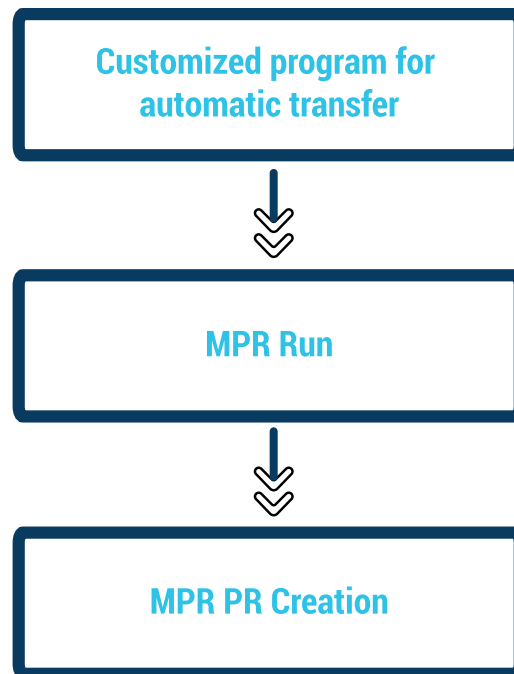 Customized program for
automatic transfer
MPR Run
MPR PR Creation